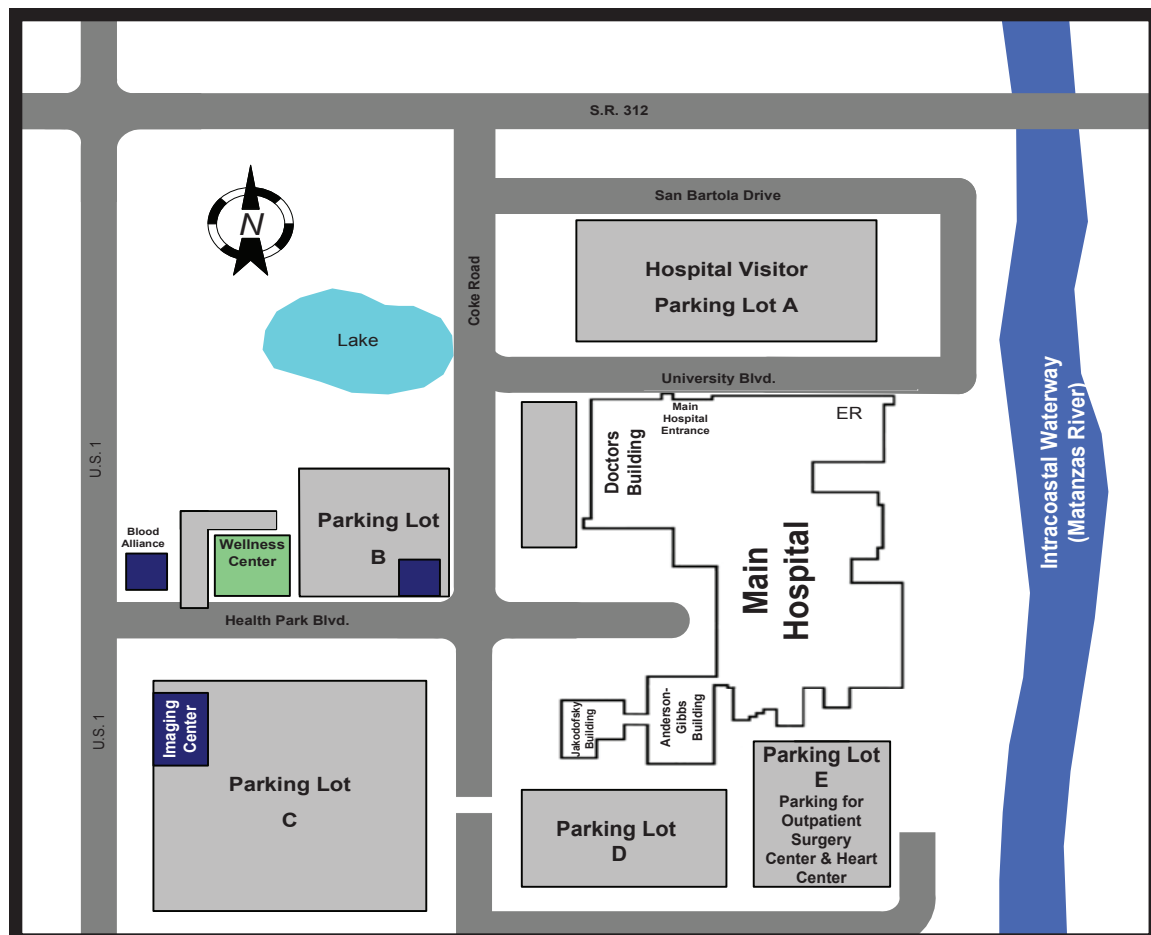 S.R. 312
San Bartola Drive
N
Hospital Visitor
Parking Lot A
Coke Road
Lake
University Blvd.
Main
Hospital
Entrance
ER
Doctors
Building
U.S. 1
Intracoastal Waterway
(Matanzas River)
Parking Lot
B
Blood
Alliance
Wellness
Center
Main
Hospital
Health Park Blvd.
Imaging
Center
Jakodofsky
Building
Anderson-
Gibbs
Building
U.S. 1
Parking Lot
C
Parking Lot
D
Parking Lot
E
Parking for
Outpatient
Surgery
Center & Heart
Center